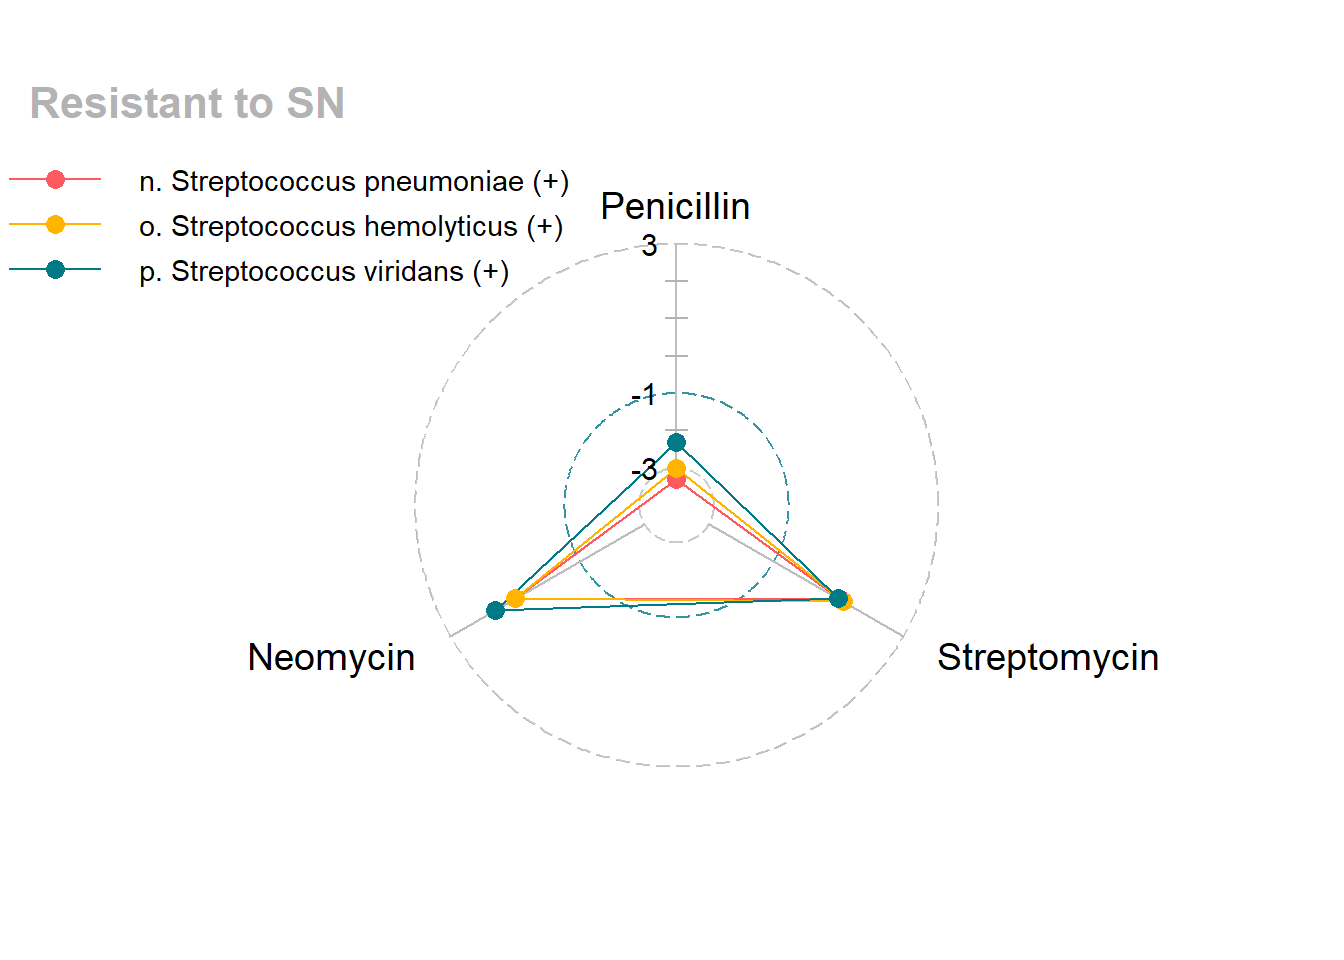 Resistant to SN
n. Streptococcus pneumoniae (+)
o. Streptococcus hemolyticus (+)
p. Streptococcus viridans (+)
Penicillin
3
-1
-3
Neomycin
Streptomycin